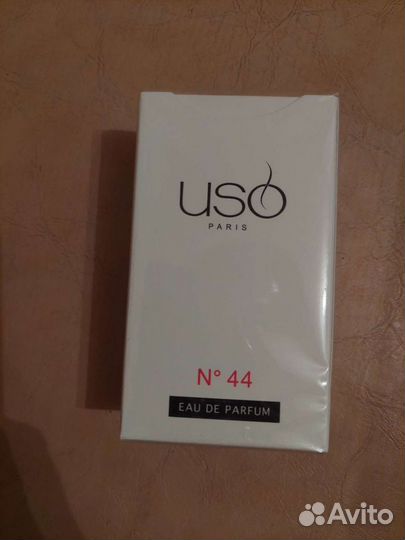 USO
PARIS
N° 44
EAU DE PARFUM
Avito